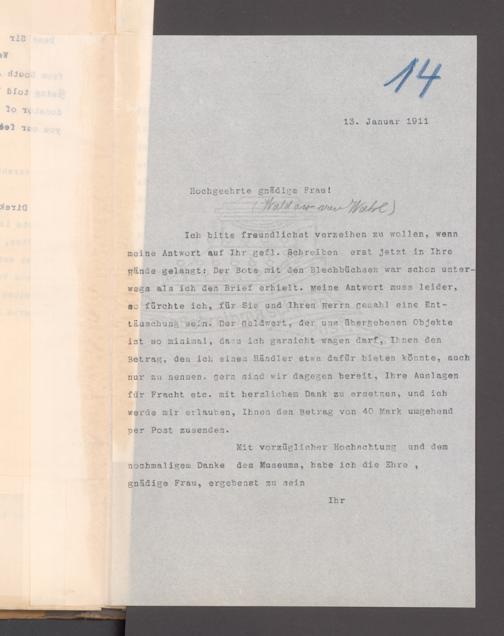 14
13. Januar 1911
Hochgeehrte gnädige Frau!
Ich bitte freundlichst verzeihen zu wollen, wenn
meine Antwort auf Ihr gefl. Schreiben erst jetzt in Ihre
Hände gelangt; Der Bote mit den Blechbüchsen war schon unter-
wegs als ich den Brief erhielt. Meine Antwort muss leider,
so fürchte ich, für Sie und Ihren Herrn Gemahl eine Ent-
täuschung sein. Der Geldwert, der uns übergebenen Objekte
ist so minimal, dass ich garnicht wagen darf, Ihnen den
Betrag, den ich einem Händler etwa dafür bieten könnte, auch
nur zu nennen. Gern sind wir dagegen bereit, Ihre Auslagen
für Fracht etc. mit herzlichem Dank zu ersetzen, und ich
werde mir erlauben, Ihnen den Betrag von 40 Mark umgehend
per Post zusenden.
Mit vorzüglicher Hochachtung und dem
nochmaligem Danke des Museums, habe ich die Ehre ,
gnädige Frau, ergebenst zu sein
Ihr